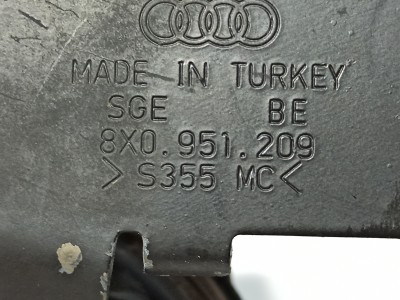 MADE IN TURKEY
SGE BE
8X0.951.209
>S355 MC<